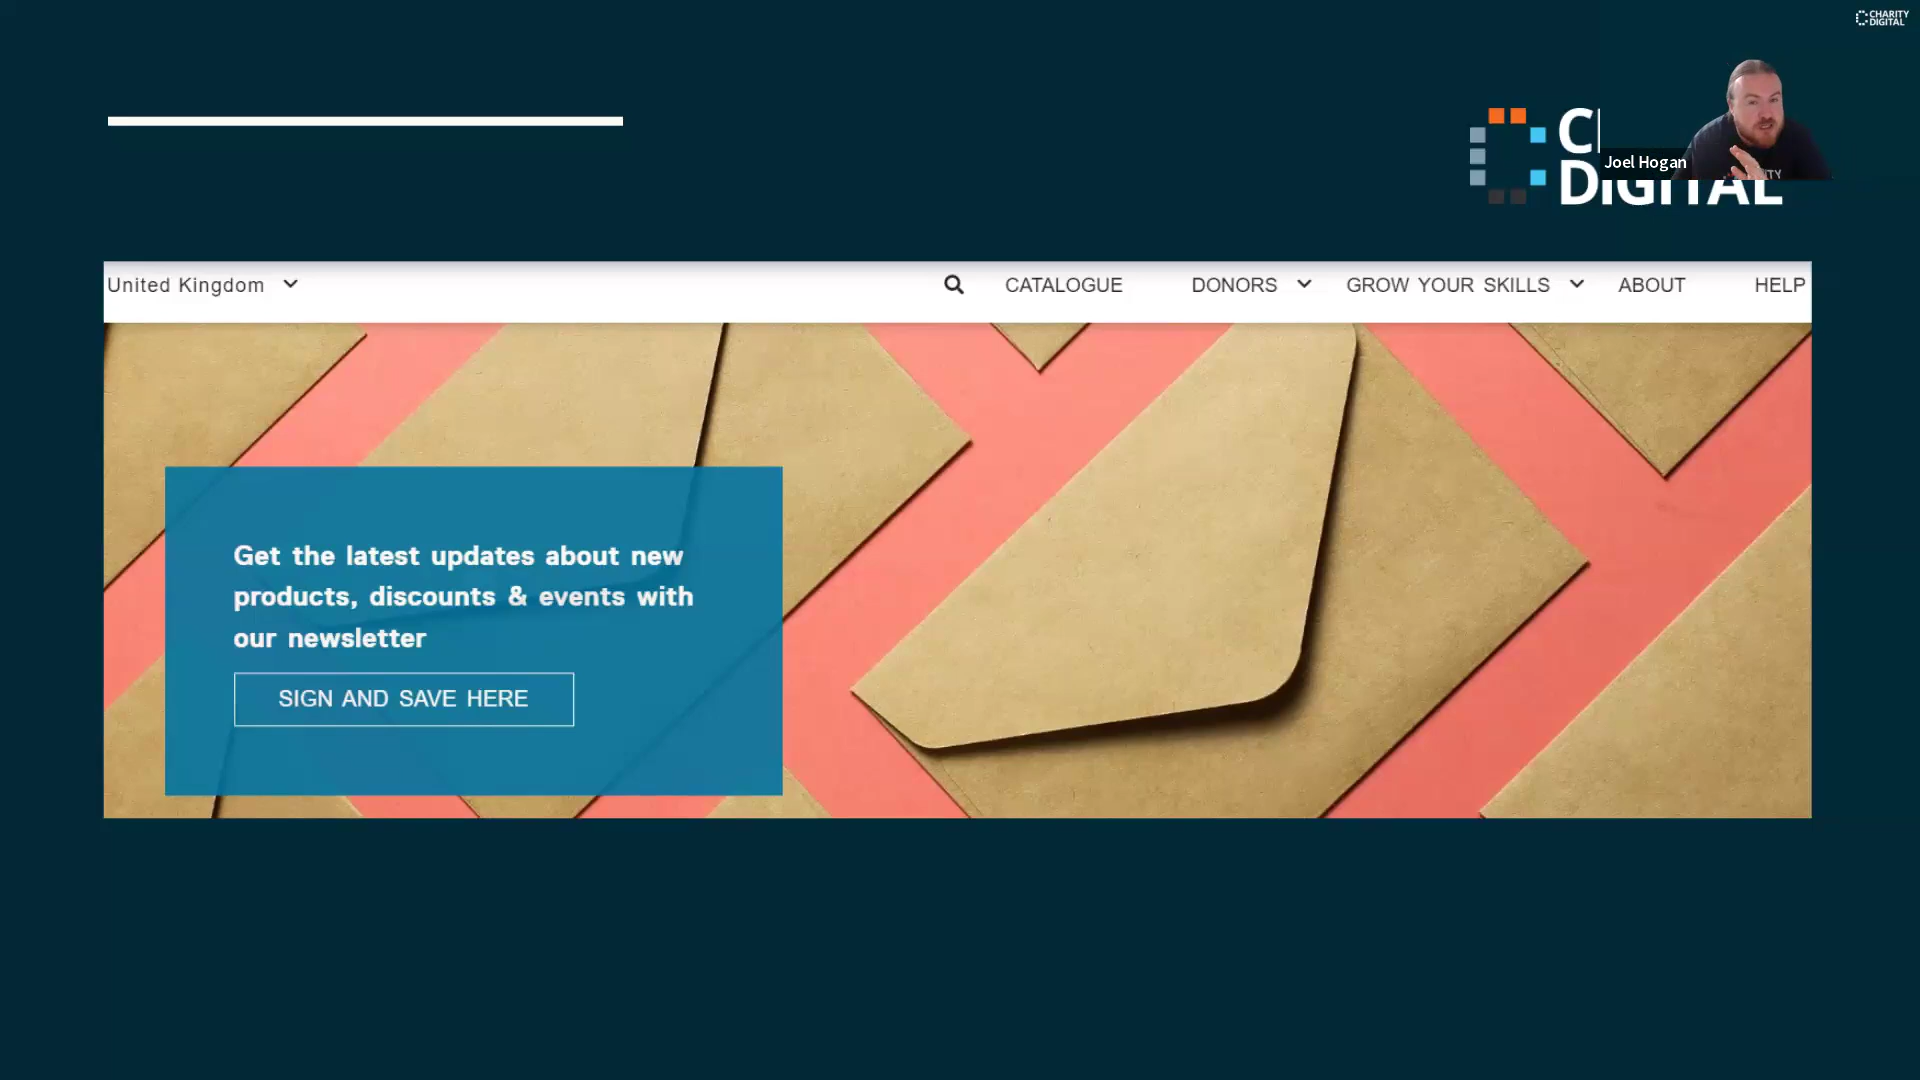 CHARITY
DIGITAL
C
DIGITAL
Joel Hogan
United Kingdom
CATALOGUE DONORS GROW YOUR SKILLS ABOUT HELP
Get the latest updates about new
products, discounts & events with
our newsletter
SIGN AND SAVE HERE